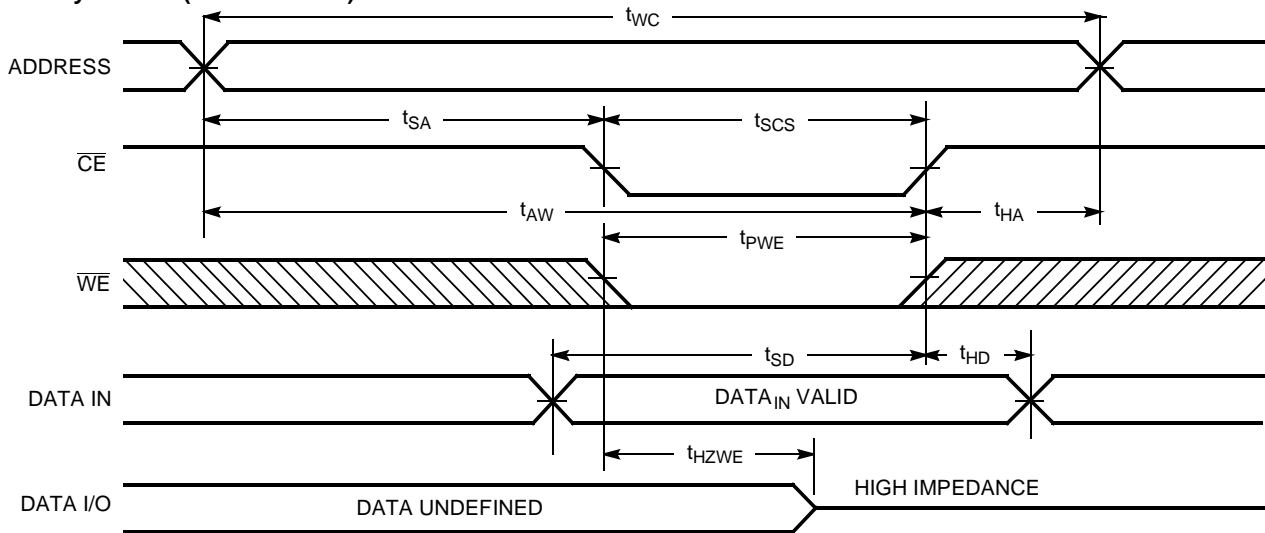 tWC
ADDRESS
tSA
tSCS
CE
tAW
tHA
tPWE
WE
tSD
tHD
DATA IN
DATAIN VALID
tHZWE
DATA I/O
DATA UNDEFINED
HIGH IMPEDANCE